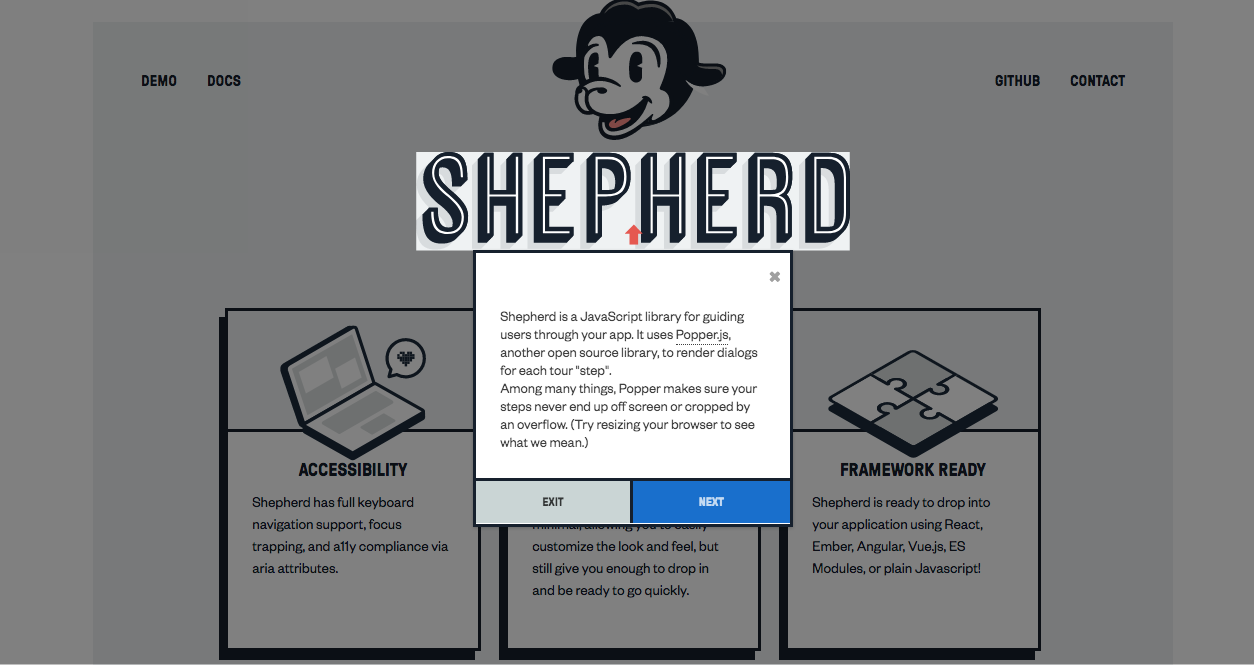 DEMO DOCS GITHUB CONTACT
SHEPHERD
Shepherd is a JavaScript library for guiding
users through your app. It uses Popper.js,
another open source library, to render dialogs
for each tour "step".
Among many things, Popper makes sure your
steps never end up off screen or cropped by
an overflow. (Try resizing your browser to see
what we mean.)
EXIT NEXT
ACCESSIBILITY
Shepherd has full keyboard
navigation support, focus
trapping, and a11y compliance via
aria attributes.
minimal, allowing you to easily
customize the look and feel, but
still give you enough to drop in
and be ready to go quickly.
FRAMEWORK READY
Shepherd is ready to drop into
your application using React,
Ember, Angular, Vue.js, ES
Modules, or plain Javascript!